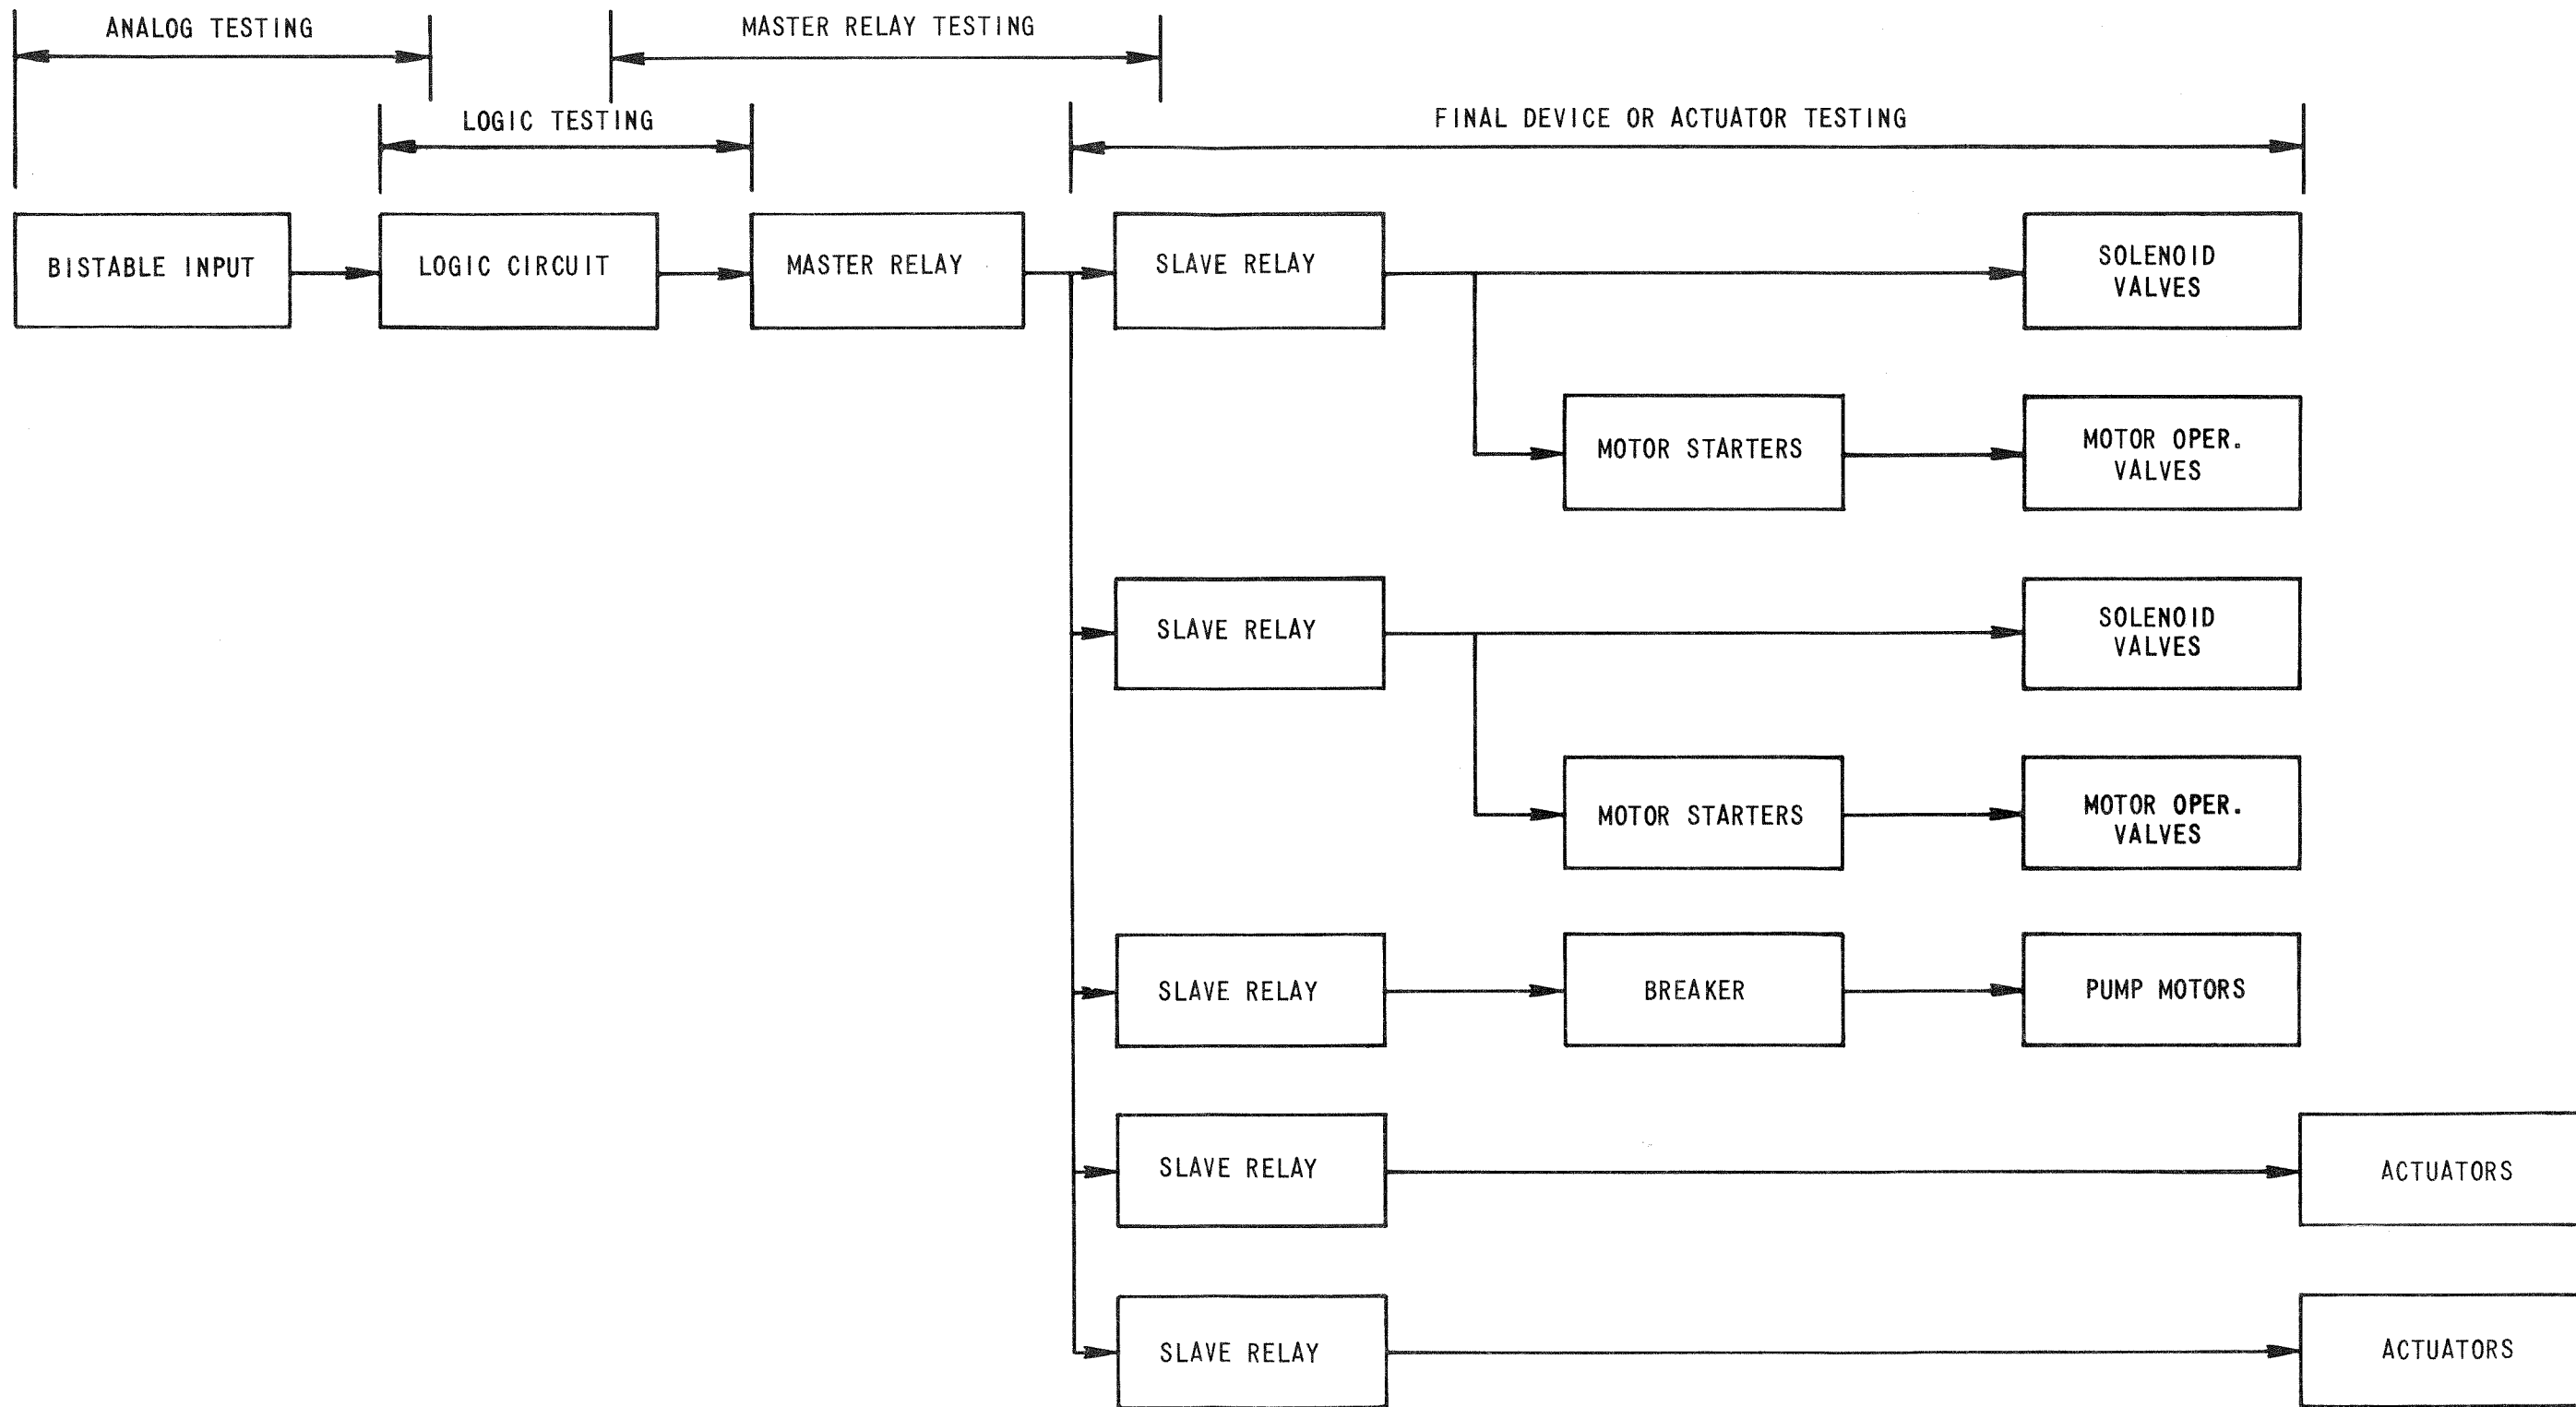 ANALOG TESTING
MASTER RELAY TESTING
LOGIC TESTING
FINAL DEVICE OR ACTUATOR TESTING
BISTABLE INPUT
LOGIC CIRCUIT
MASTER RELAY
SLAVE RELAY
SOLENOID
VALVES
MOTOR STARTERS
MOTOR OPER.
VALVES
SLAVE RELAY
SOLENOID
VALVES
MOTOR STARTERS
MOTOR OPER.
VALVES
SLAVE RELAY
BREAKER
PUMP MOTORS
SLAVE RELAY
ACTUATORS
SLAVE RELAY
ACTUATORS